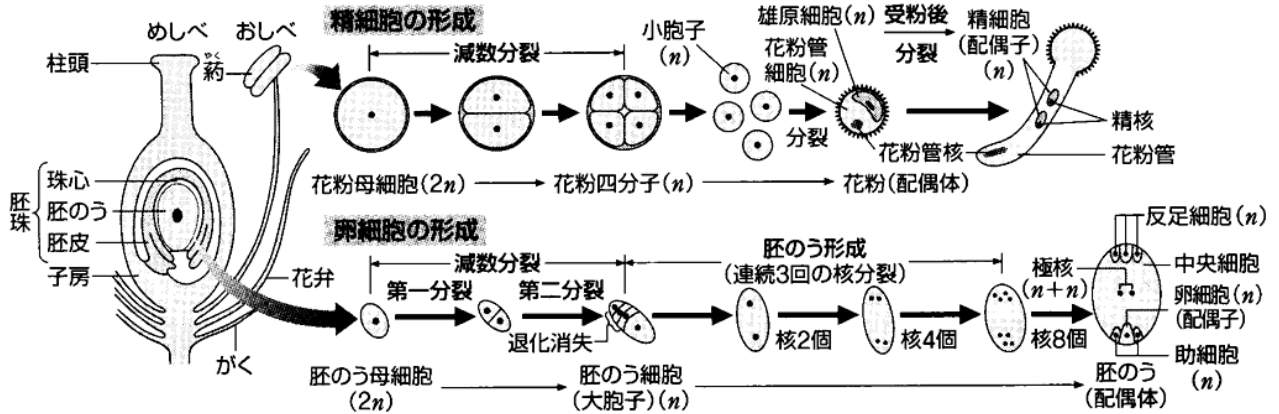 めしべ
おしべ
柱頭
やく
葯
胚珠
珠心
胚のう
胚皮
子房
花弁
がく
精細胞の形成
減数分裂
小胞子
(n)
雄原細胞(n)
花粉管
細胞(n)
受粉後
分裂
精細胞
(配偶子)
(n)
分裂
花粉管核
精核
花粉管
花粉母細胞(2n)
花粉四分子(n)
花粉(配偶体)
卵細胞の形成
減数分裂
第一分裂
第二分裂
退化消失
胚のう形成
(連続3回の核分裂)
核2個
核4個
核8個
極核
(n+n)
反足細胞(n)
中央細胞
卵細胞(n)
(配偶子)
助細胞
(n)
胚のう母細胞
(2n)
胚のう細胞
(大胞子)(n)
胚のう
(配偶体)